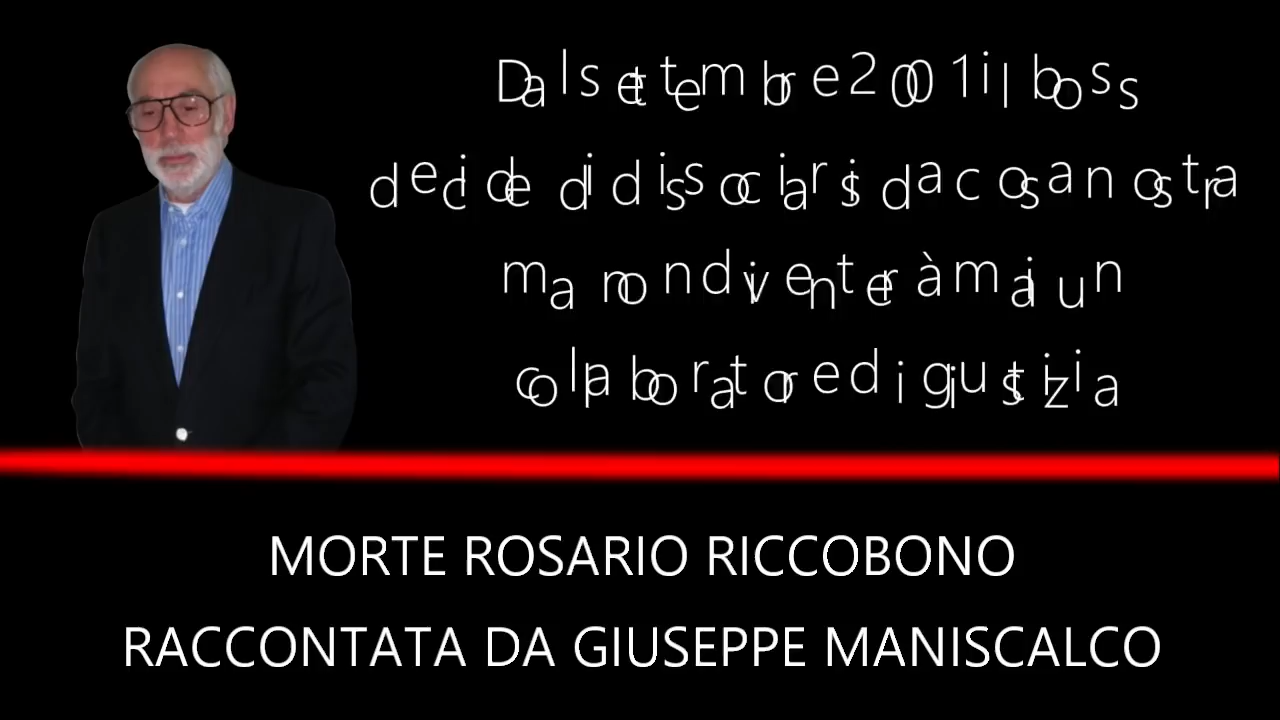 Dal settembre 2001 il boss
decide di dissociarsi da cosa nostra
ma non diventerà mai un
collaboratore di giustizia
MORTE ROSARIO RICCOBONO
RACCONTATA DA GIUSEPPE MANISCALCO